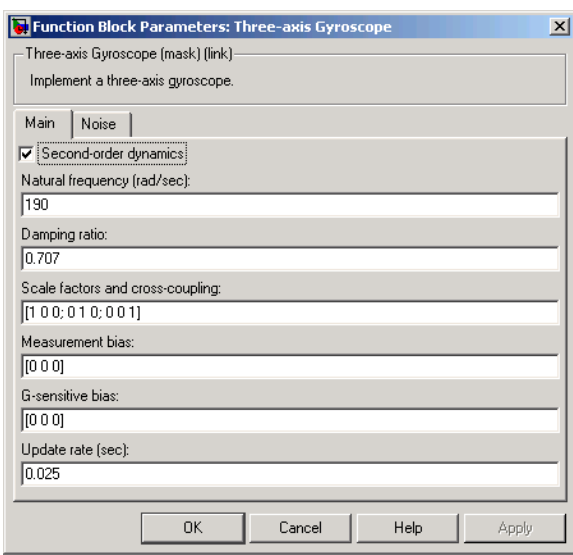 Function Block Parameters: Three-axis Gyroscope
Three-axis Gyroscope (mask) (link)
Implement a three-axis gyroscope.
Main Noise
Second-order dynamics
Natural frequency (rad/sec):
190
Damping ratio:
0.707
Scale factors and cross-coupling:
[1 0 0; 0 1 0; 0 0 1]
Measurement bias:
[0 0 0]
G-sensitive bias:
[0 0 0]
Update rate (sec):
0.025
OK Cancel Help Apply